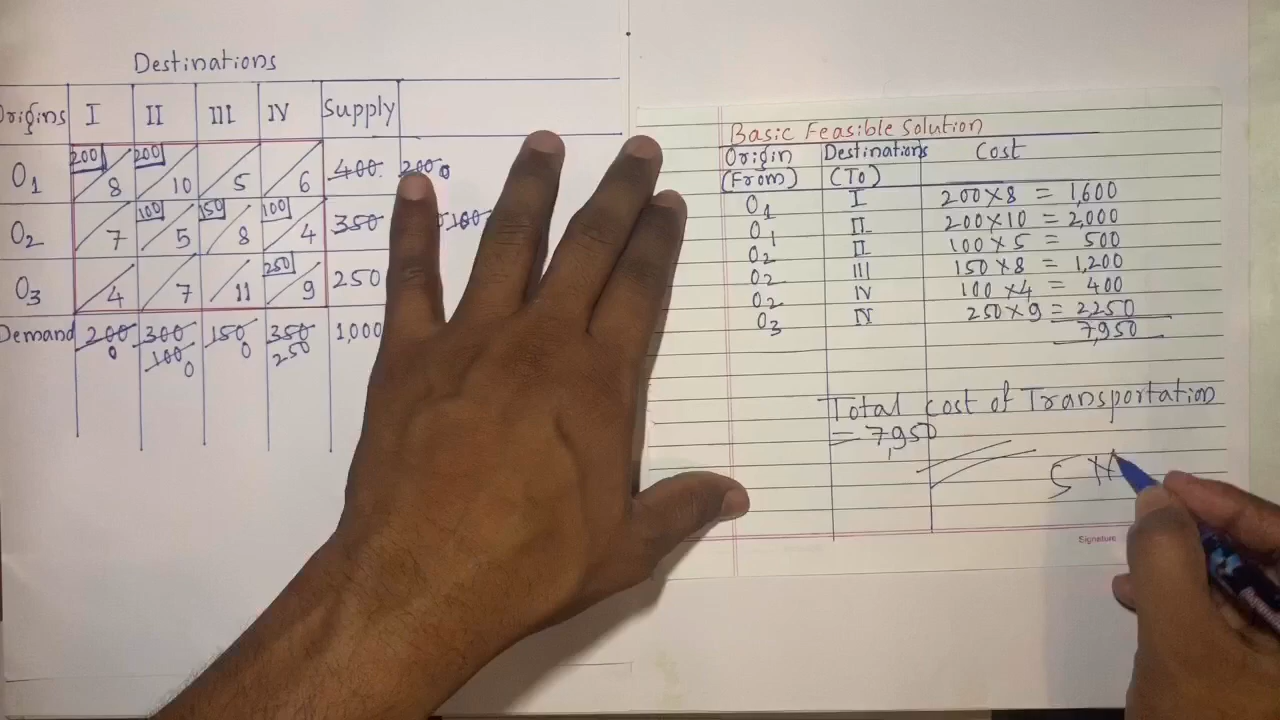 Destinations
Origins I II III IV Supply
200 200
O1 8 10 5 6 400 200 0
100 150 100
O2 7 5 8 4 350 100
250
O3 4 7 11 9 250
Demand 200 300 150 350 1,000
0 100 0 250
0
Basic Feasible Solution
Origin Destinations Cost
(From) (To)
O1 I 200×8 = 1,600
O1 II 200×10 = 2,000
O2 II 100×5 = 500
O2 III 150×8 = 1,200
O2 IV 100×4 = 400
O3 IV 250×9 = 2250
7,950
Total cost of Transportation
= 7,950
Signature